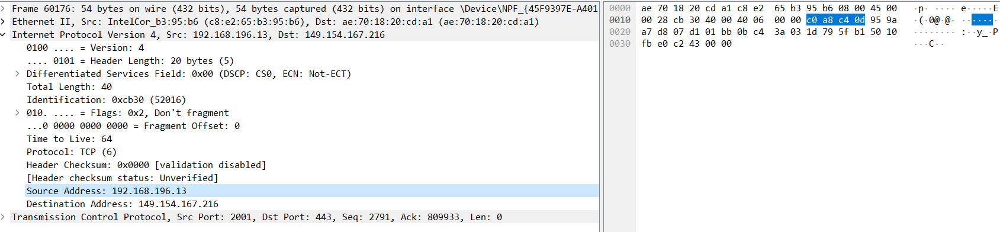 Frame 60176: 54 bytes on wire (432 bits), 54 bytes captured (432 bits) on interface \Device\NPF_{45F9397E-A401
Ethernet II, Src: IntelCor_b3:95:b6 (c8:e2:65:b3:95:b6), Dst: ae:70:18:20:cd:a1 (ae:70:18:20:cd:a1)
Internet Protocol Version 4, Src: 192.168.196.13, Dst: 149.154.167.216
0100 .... = Version: 4
.... 0101 = Header Length: 20 bytes (5)
Differentiated Services Field: 0x00 (DSCP: CS0, ECN: Not-ECT)
Total Length: 40
Identification: 0xcb30 (52016)
010. .... = Flags: 0x2, Don't fragment
...0 0000 0000 0000 = Fragment Offset: 0
Time to Live: 64
Protocol: TCP (6)
Header Checksum: 0x0000 [validation disabled]
[Header checksum status: Unverified]
Source Address: 192.168.196.13
Destination Address: 149.154.167.216
Transmission Control Protocol, Src Port: 2001, Dst Port: 443, Seq: 2791, Ack: 809933, Len: 0
0000 ae 70 18 20 cd a1 c8 e2 65 b3 95 b6 08 00 45 00 ·p· ····e·····E·
0010 00 28 cb 30 40 00 40 06 00 00 c0 a8 c4 0d 95 9a ·(·0@·@·········
0020 a7 d8 07 d1 01 bb 0b c4 3a 03 1d 79 5f b1 50 10 ········:··y_·P·
0030 fb e0 c2 43 00 00 ···C··